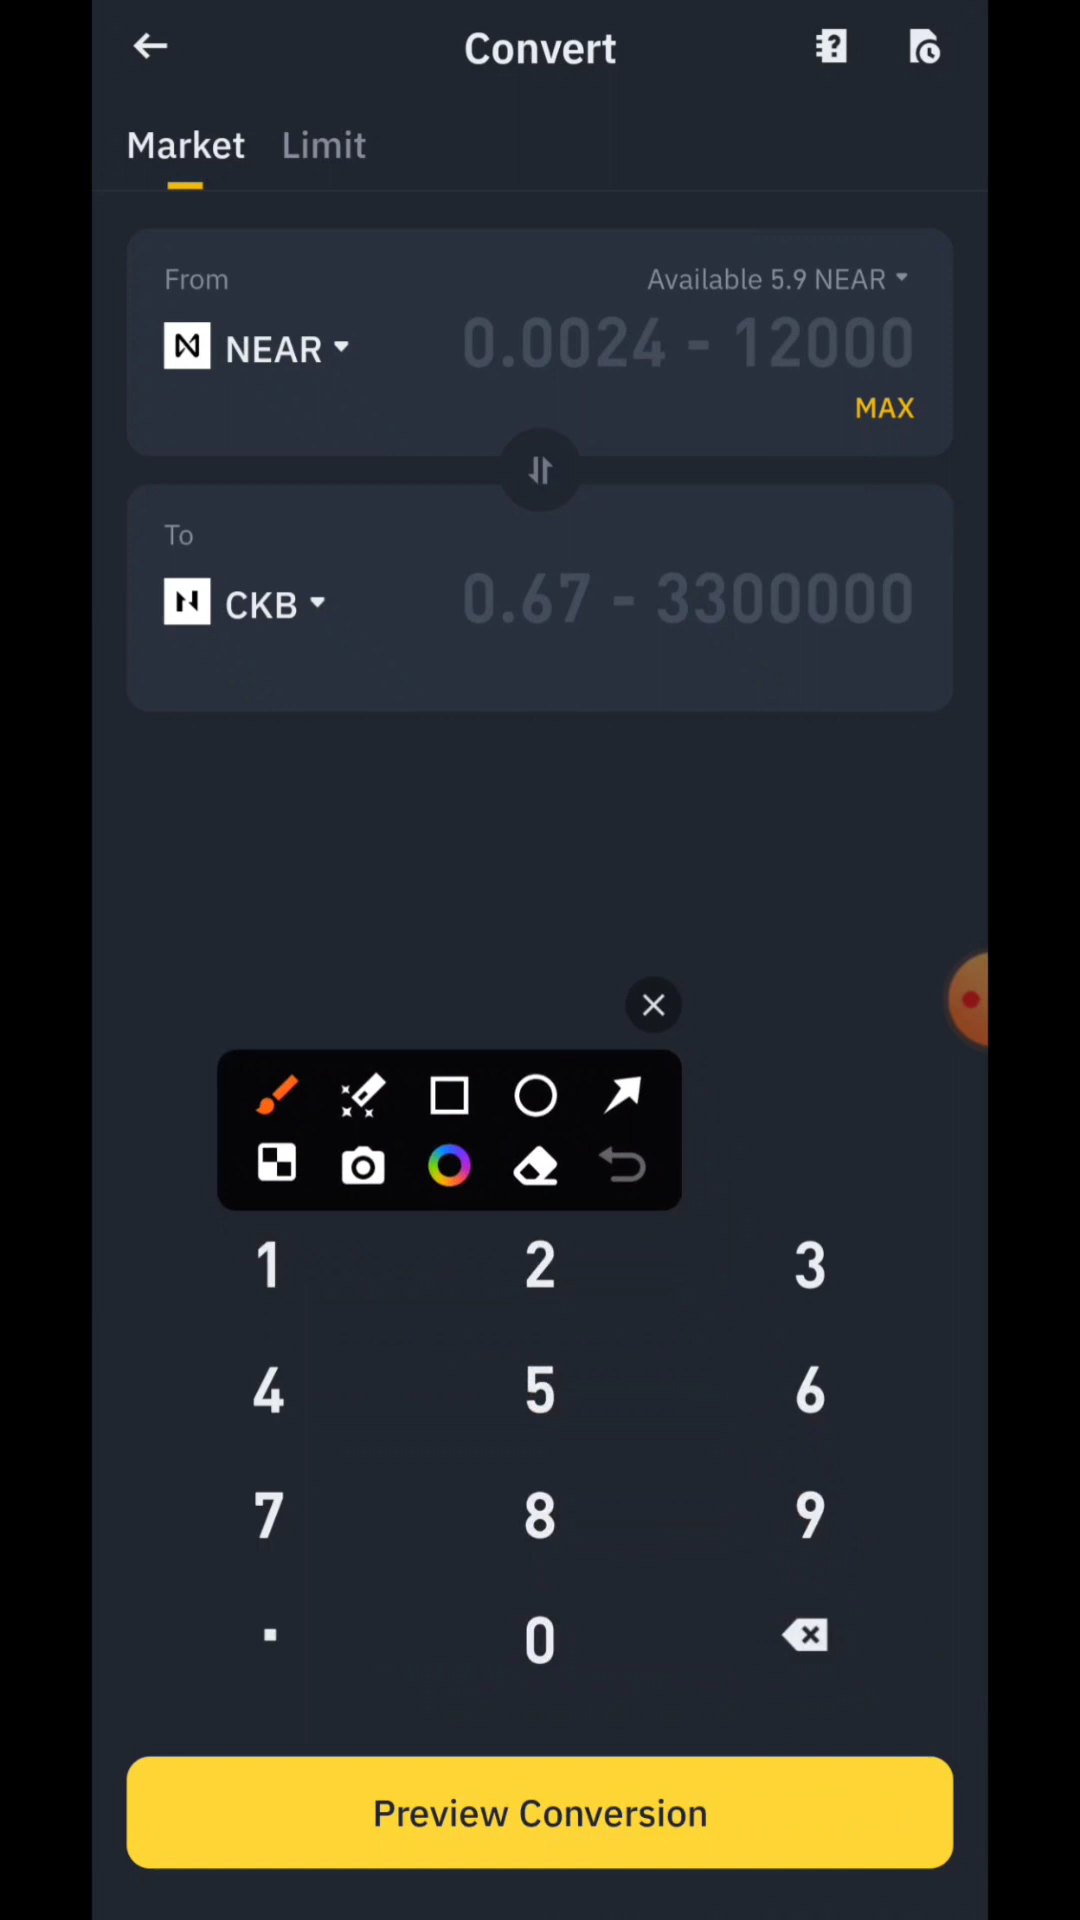 Convert
Market Limit
From Available 5.9 NEAR
NEAR 0.0024 - 12000
MAX
To
CKB 0.67 - 3300000
1 2 3
4 5 6
7 8 9
. 0
Preview Conversion